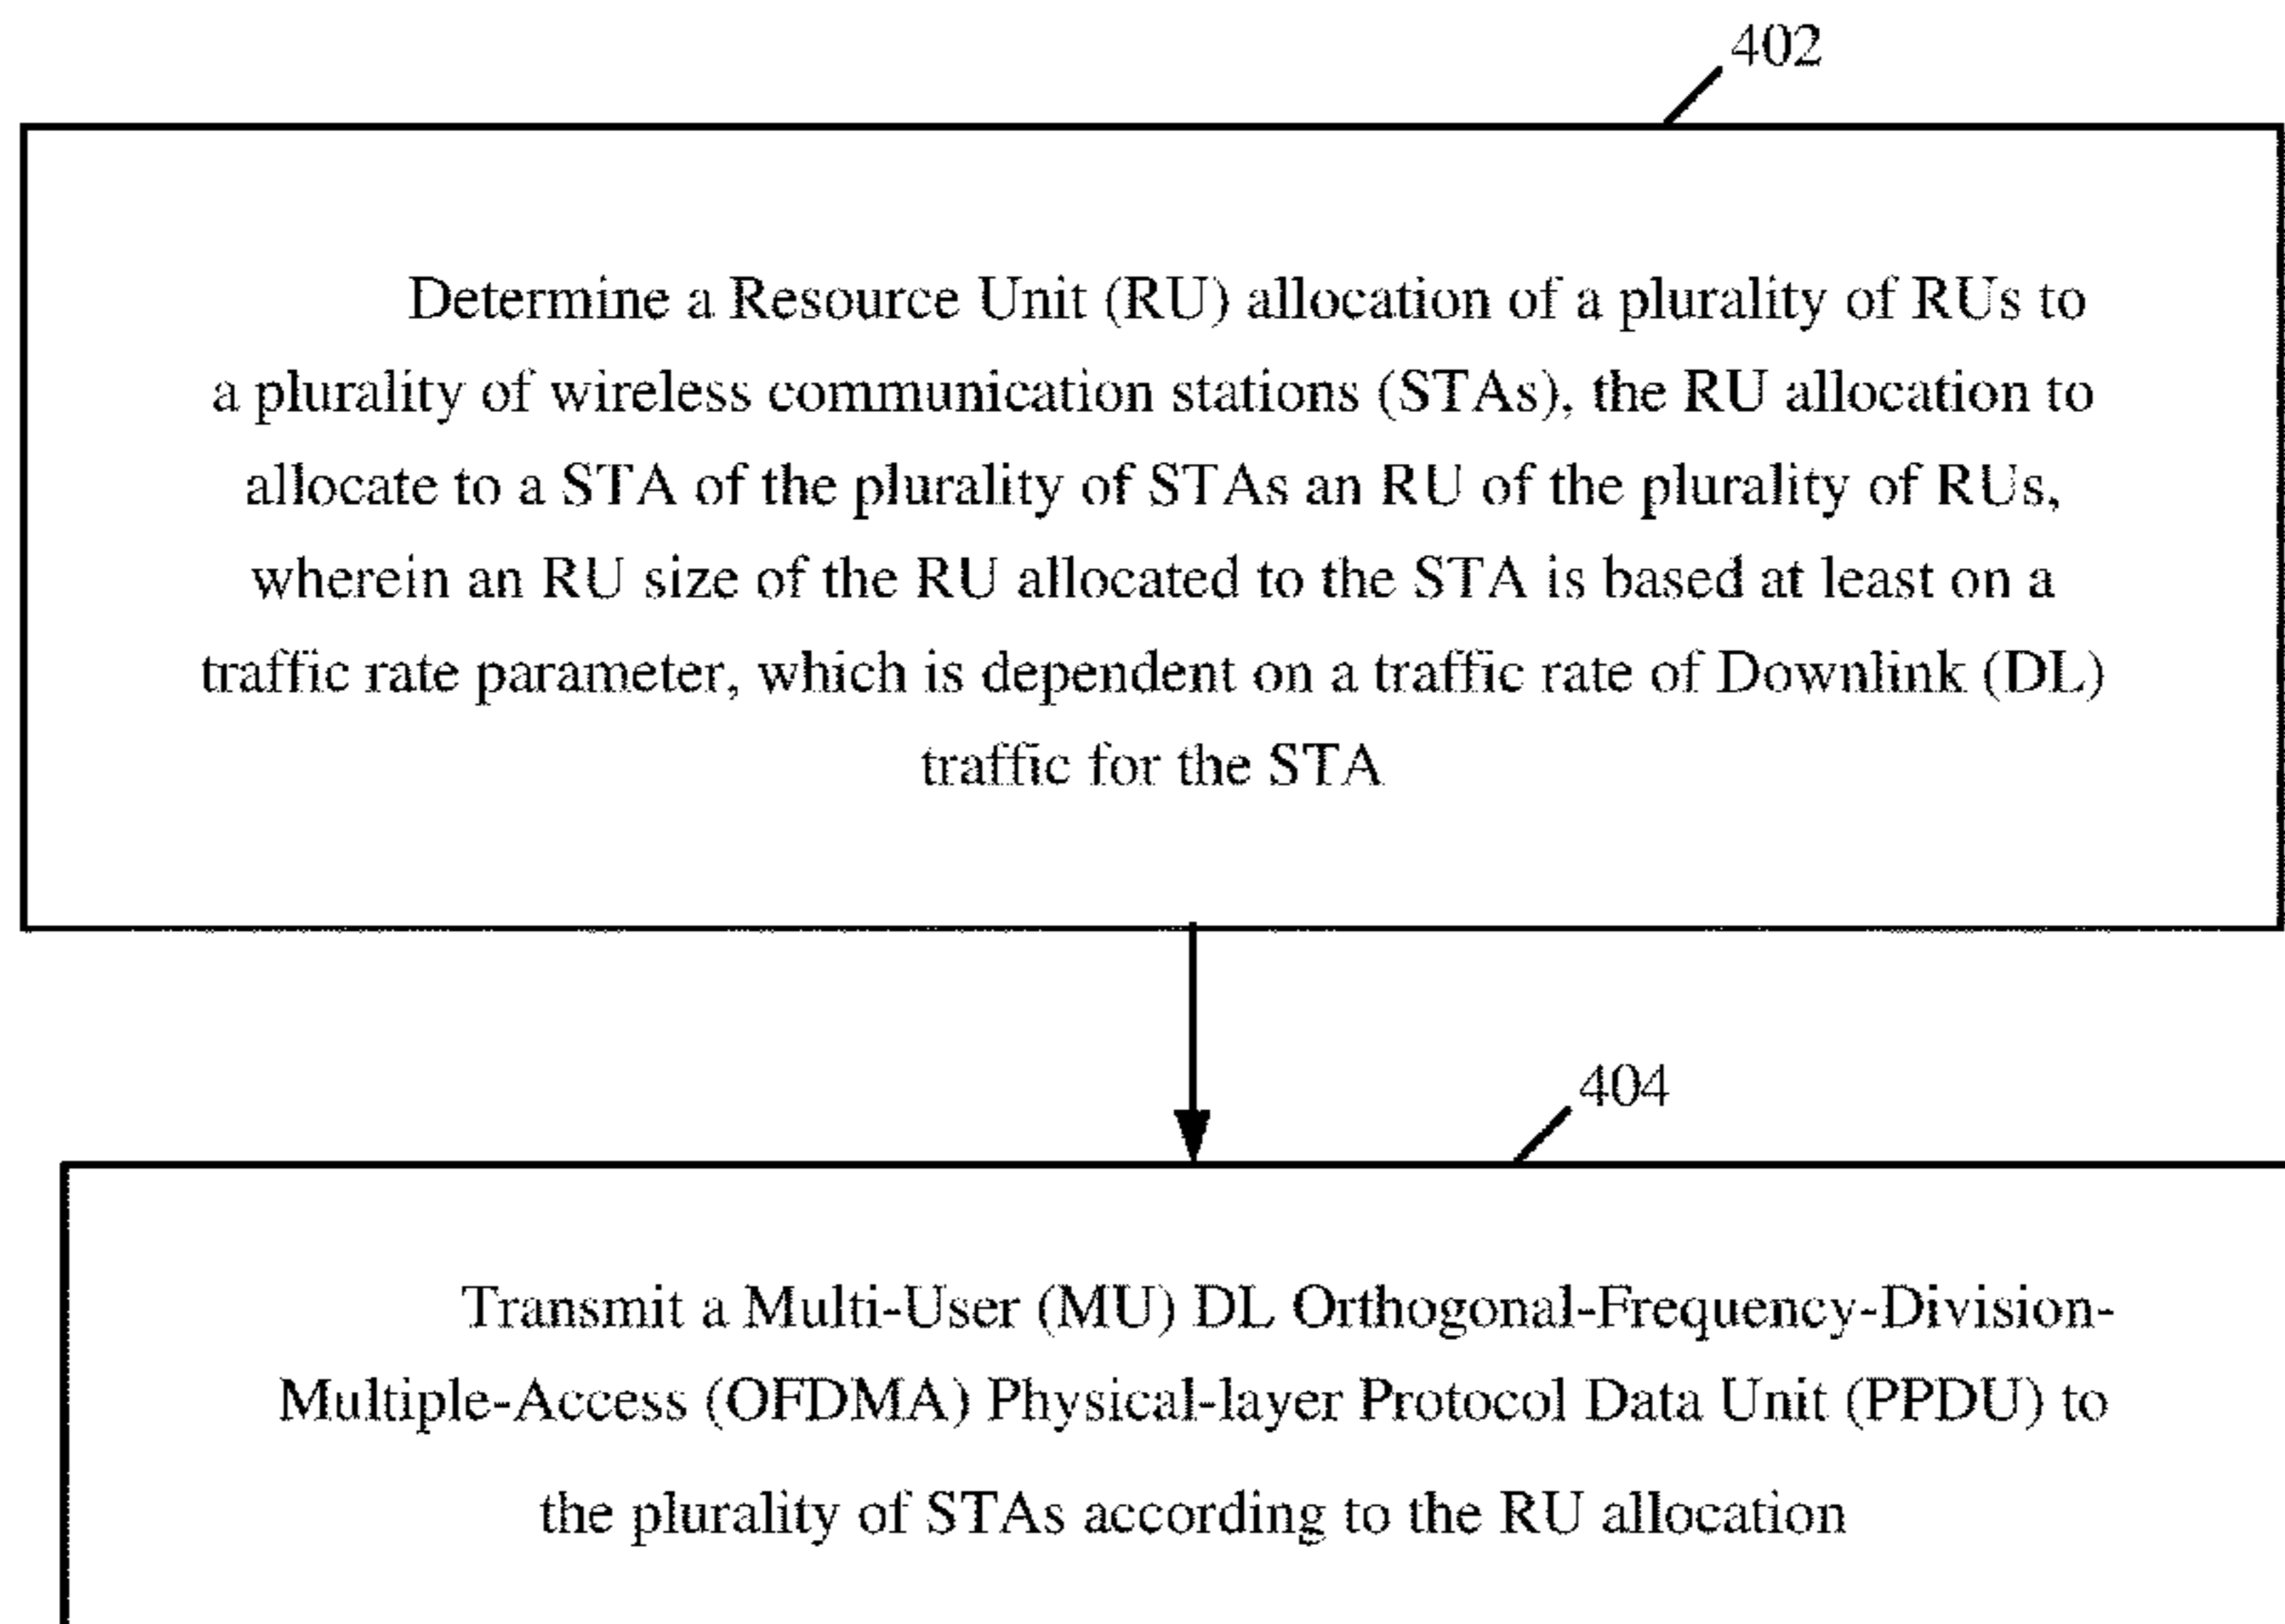 402
Determine a Resource Unit (RU) allocation of a plurality of RUs to
a plurality of wireless communication stations (STAs), the RU allocation to
allocate to a STA of the plurality of STAs an RU of the plurality of RUs,
wherein an RU size of the RU allocated to the STA is based at least on a
traffic rate parameter, which is dependent on a traffic rate of Downlink (DL)
traffic for the STA
404
Transmit a Multi-User (MU) DL Orthogonal-Frequency-Division-
Multiple-Access (OFDMA) Physical-layer Protocol Data Unit (PPDU) to
the plurality of STAs according to the RU allocation